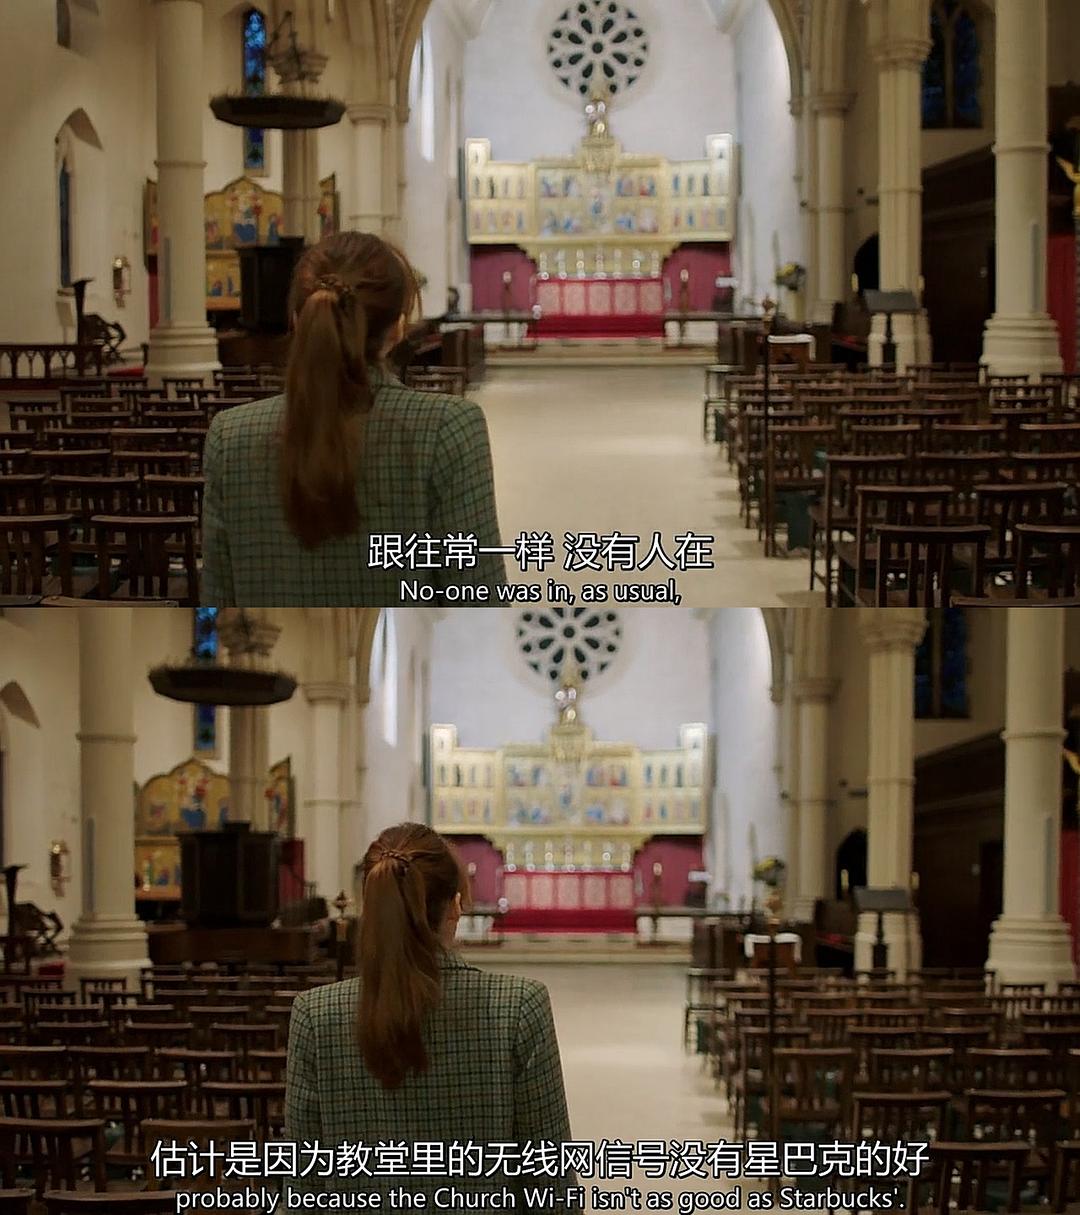 跟往常一样 没有人在
No-one was in, as usual,
估计是因为教堂里的无线网信号没有星巴克的好
probably because the Church Wi-Fi isn't as good as Starbucks'.